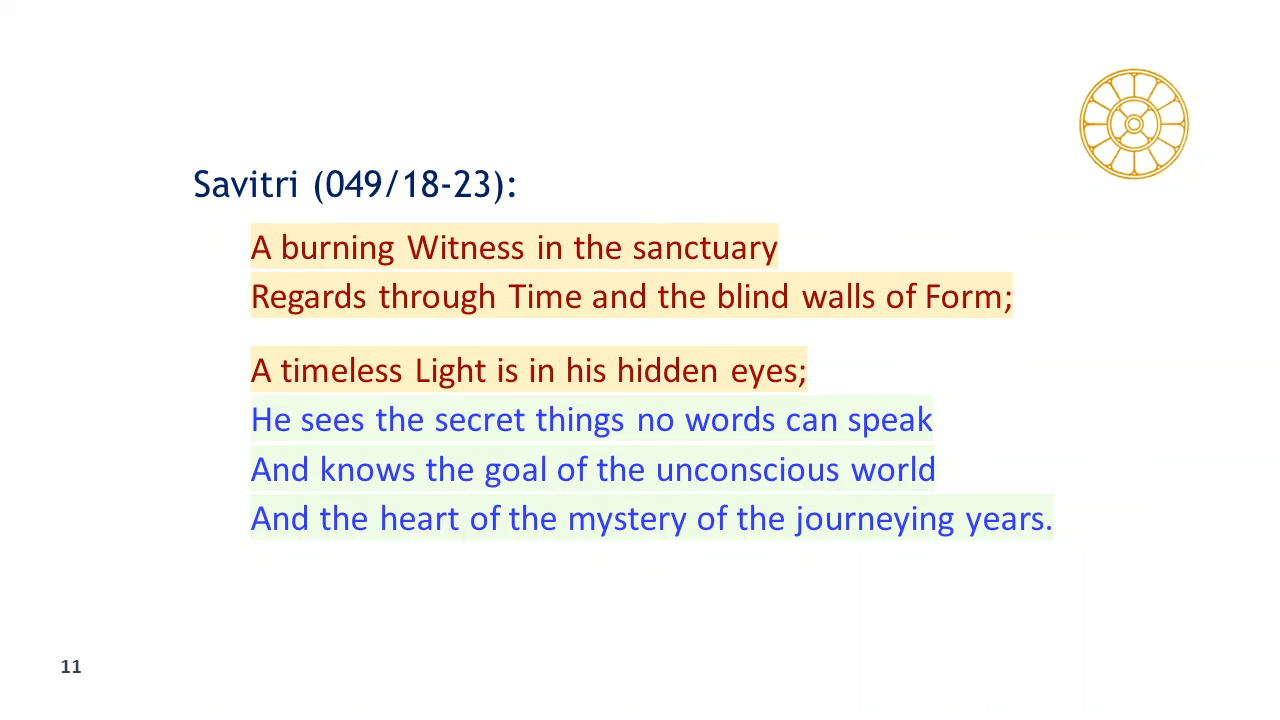 Savitri (049/18-23):
A burning Witness in the sanctuary
Regards through Time and the blind walls of Form;
A timeless Light is in his hidden eyes;
He sees the secret things no words can speak
And knows the goal of the unconscious world
And the heart of the mystery of the journeying years.
11